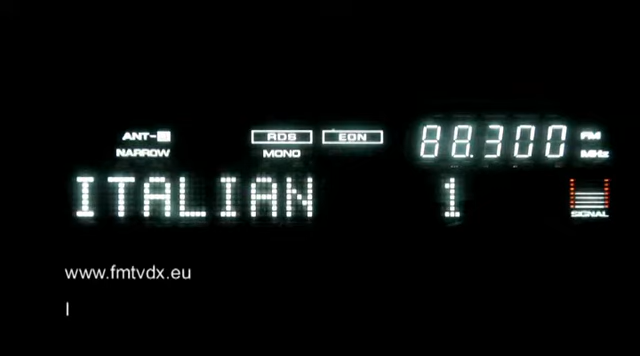 ANT-
RDS EON
88.300 FM
NARROW MONO MHz
ITALIAN 1
SIGNAL
www.fmtvdx.eu
I